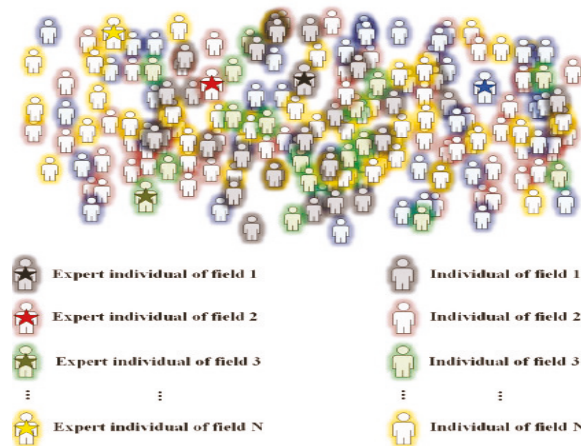 Expert individual of field 1
Individual of field 1
Expert individual of field 2
Individual of field 2
Expert individual of field 3
Individual of field 3
Expert individual of field N
Individual of field N